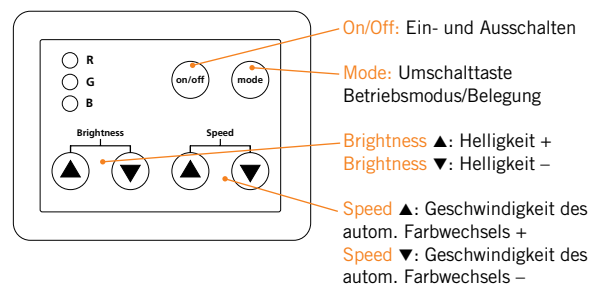 R
G
B
on/off
mode
Brightness
Speed
On/Off: Ein- und Ausschalten
Mode: Umschalttaste
Betriebsmodus/Belegung
Brightness ▲: Helligkeit +
Brightness ▼: Helligkeit –
Speed ▲: Geschwindigkeit des
autom. Farbwechsels +
Speed ▼: Geschwindigkeit des
autom. Farbwechsels –